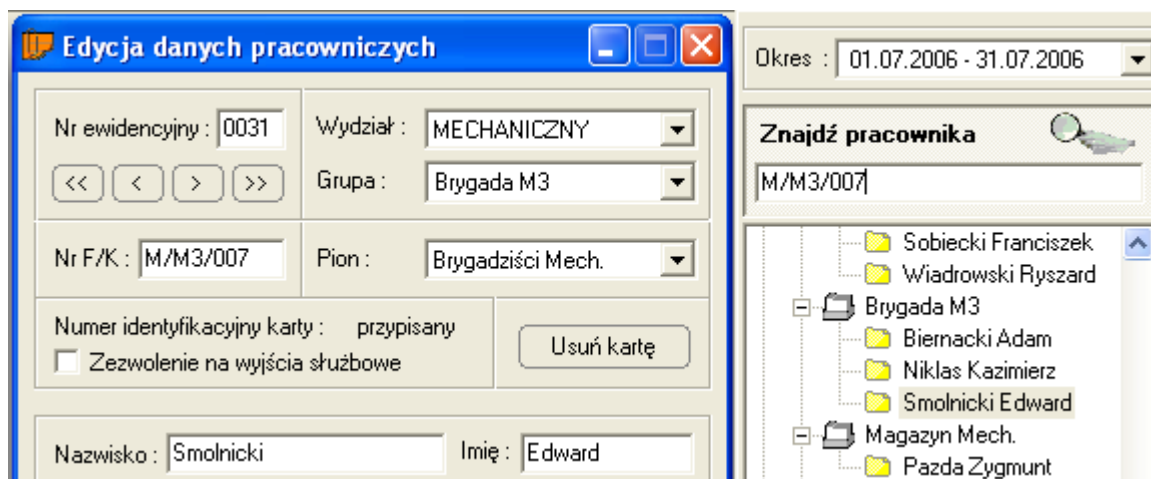 Edycja danych pracowniczych
Nr ewidencyjny : 0031
<< < > >>
Wydział : MECHANICZNY
Grupa : Brygada M3
Nr F/K : M/M3/007
Pion : Brygadziści Mech.
Numer identyfikacyjny karty : przypisany
Zezwolenie na wyjścia służbowe
Usuń kartę
Nazwisko : Smolnicki
Imię : Edward
Okres : 01.07.2006 - 31.07.2006
Znajdź pracownika
M/M3/007
Sobiecki Franciszek
Wiadrowski Ryszard
Brygada M3
Biernacki Adam
Niklas Kazimierz
Smolnicki Edward
Magazyn Mech.
Pazda Zygmunt